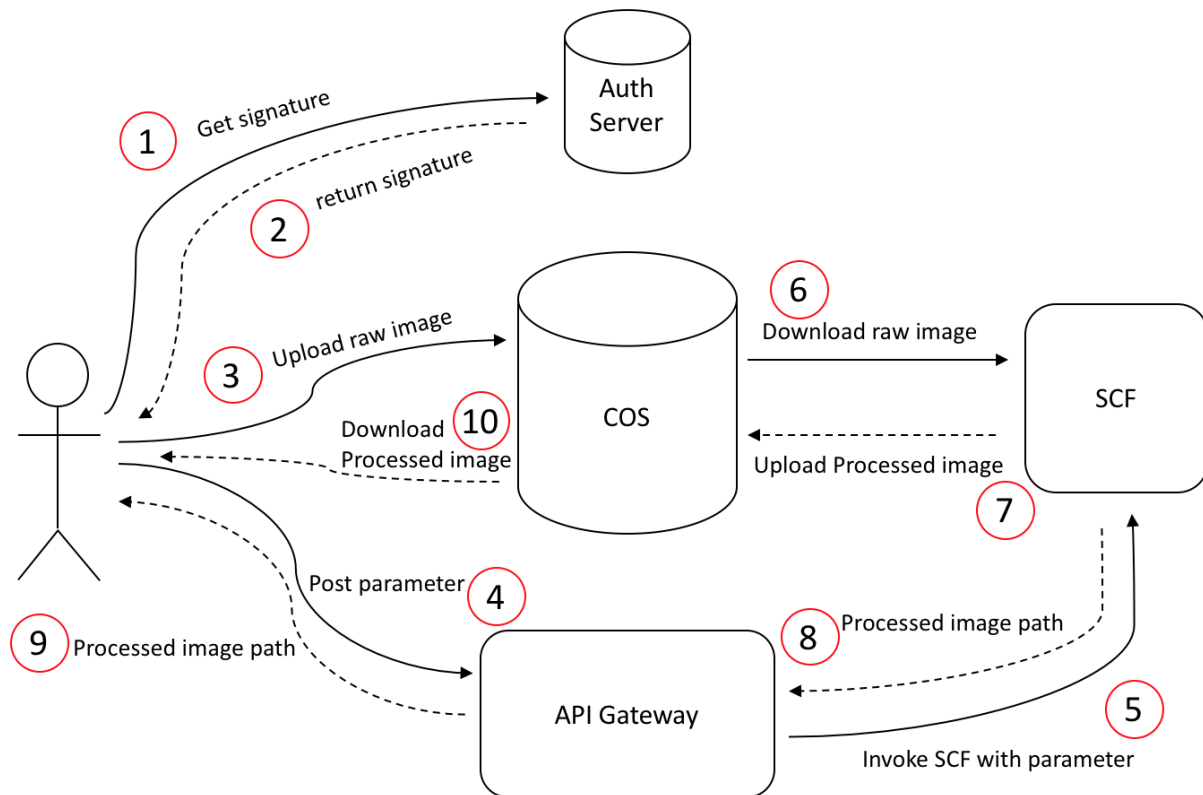 Auth
Server
1
Get signature
2
return signature
6
Download raw image
3
Upload raw image
10
Download
Processed image
COS
SCF
Upload Processed image
7
Post parameter
4
8
Processed image path
9
Processed image path
API Gateway
5
Invoke SCF with parameter